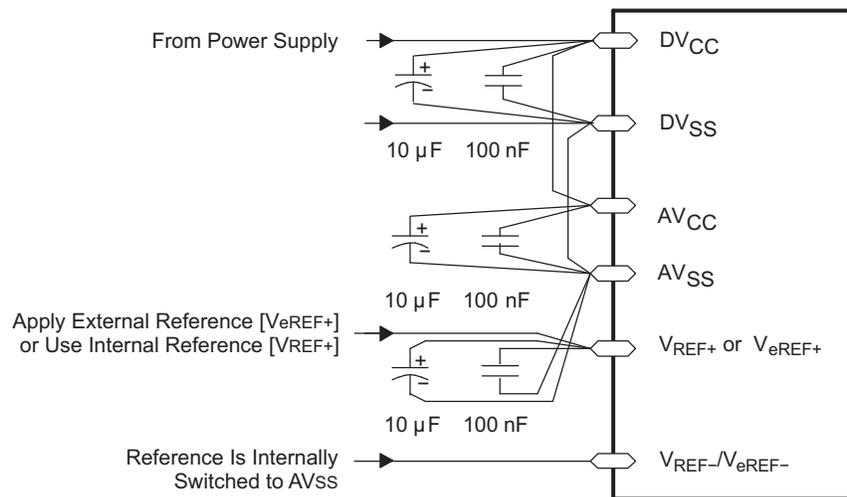 From Power Supply
DVCC
+
−
DVSS
10 µF 100 nF
AVCC
+
−
AVSS
10 µF 100 nF
Apply External Reference [VeREF+]
or Use Internal Reference [VREF+]
VREF+ or VeREF+
+
−
10 µF 100 nF
Reference Is Internally
Switched to AVSS
VREF−/VeREF−